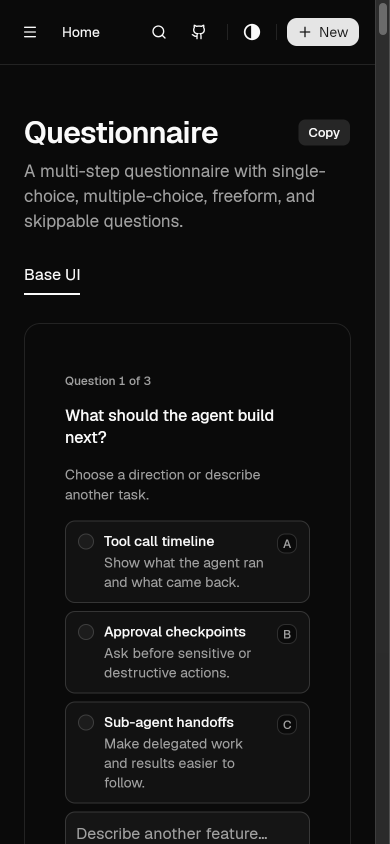 Home
New
Questionnaire
Copy
A multi-step questionnaire with single-
choice, multiple-choice, freeform, and
skippable questions.
Base UI
Question 1 of 3
What should the agent build
next?
Choose a direction or describe
another task.
Tool call timeline
A
Show what the agent ran
and what came back.
Approval checkpoints
B
Ask before sensitive or
destructive actions.
Sub-agent handoffs
C
Make delegated work
and results easier to
follow.
Describe another feature...